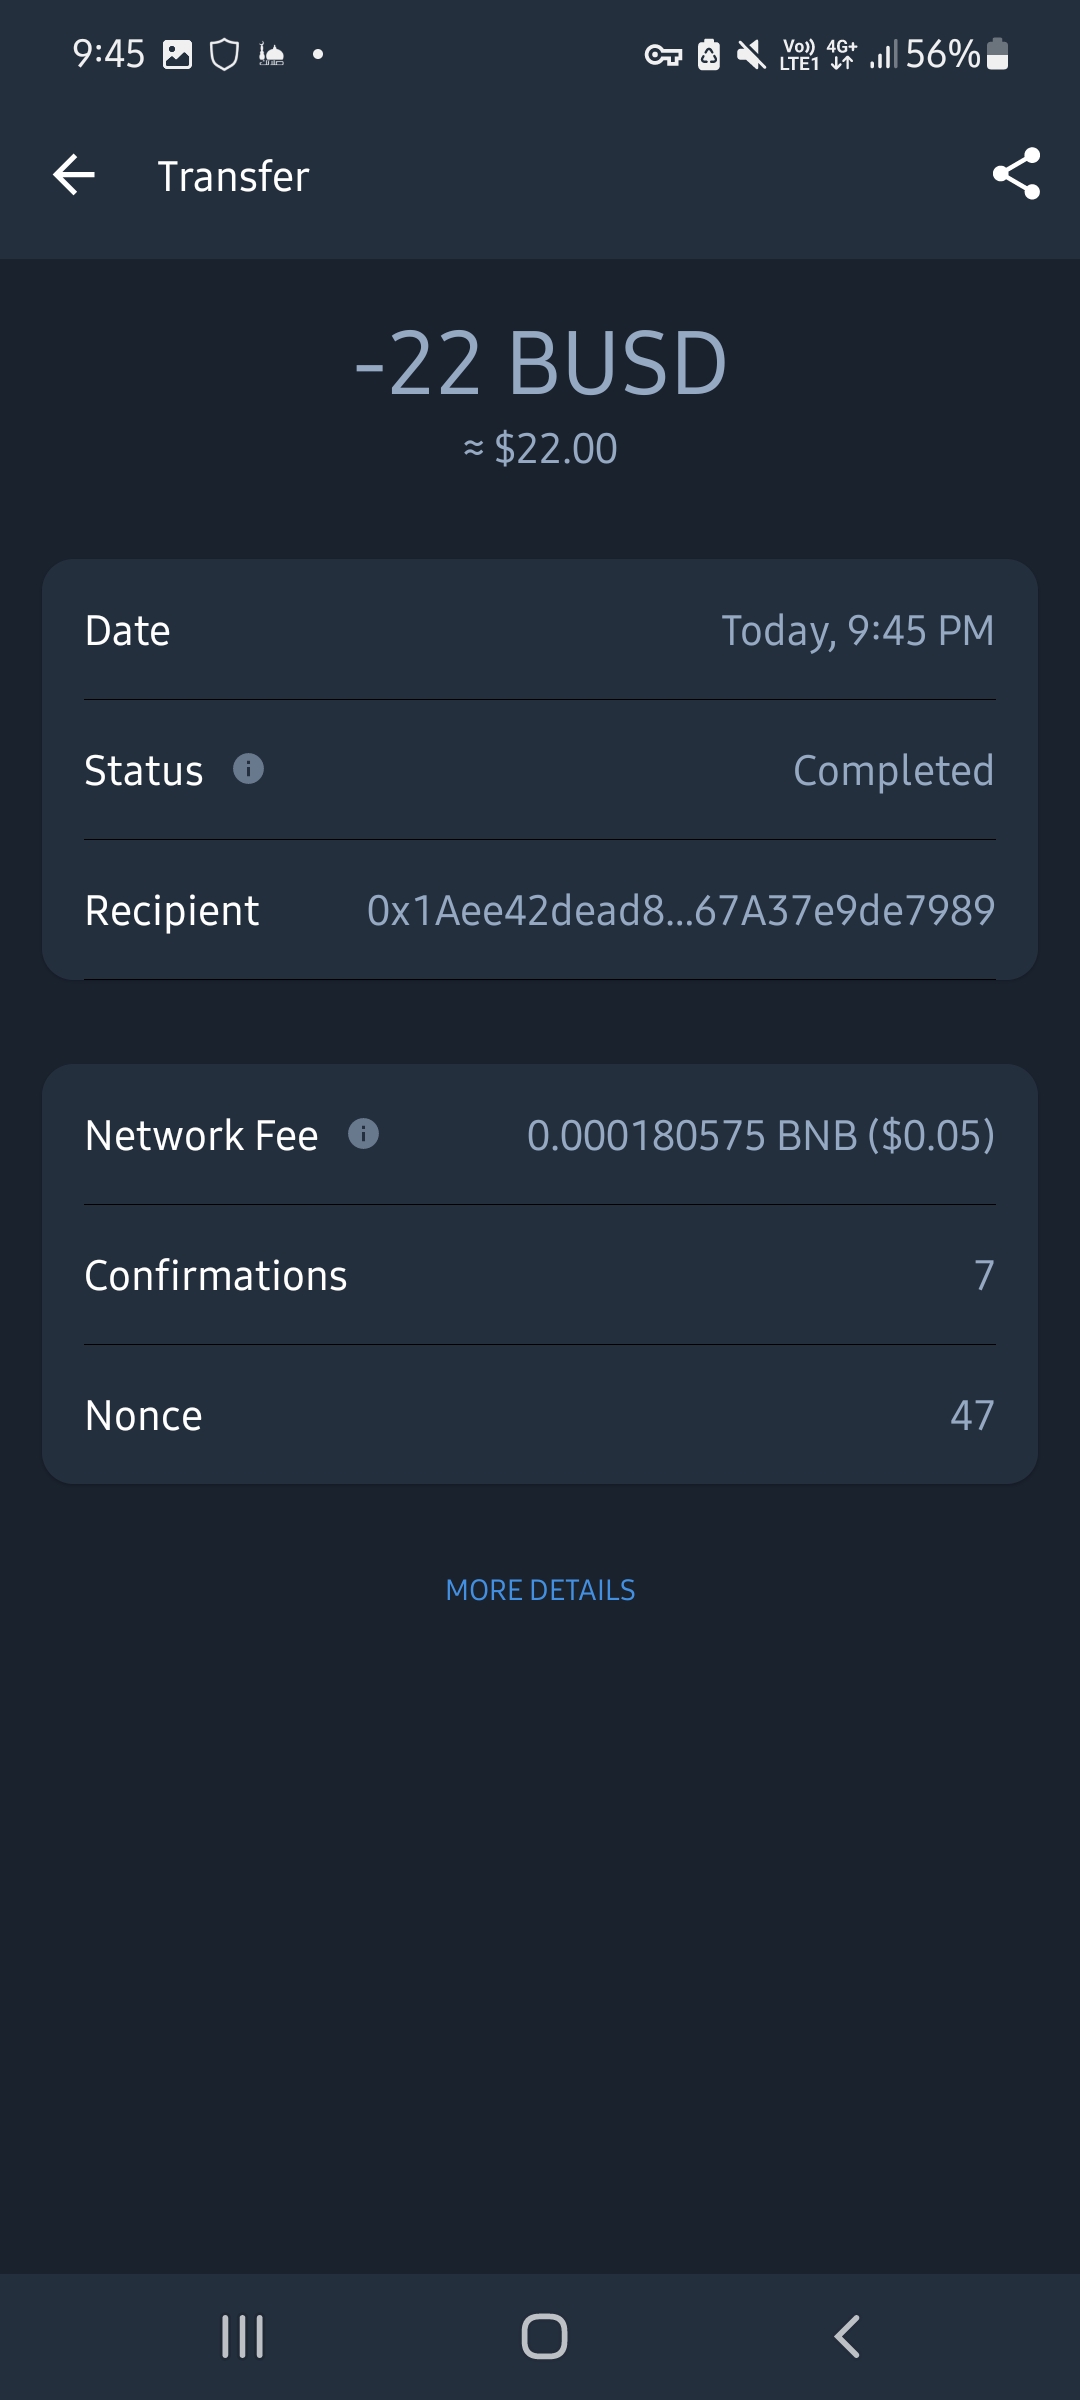 9:45 Vo)) LTE1 4G+ 56%
Transfer
-22 BUSD
≈ $22.00
Date Today, 9:45 PM
Status Completed
Recipient 0x1Aee42dead8...67A37e9de7989
Network Fee 0.000180575 BNB ($0.05)
Confirmations 7
Nonce 47
MORE DETAILS